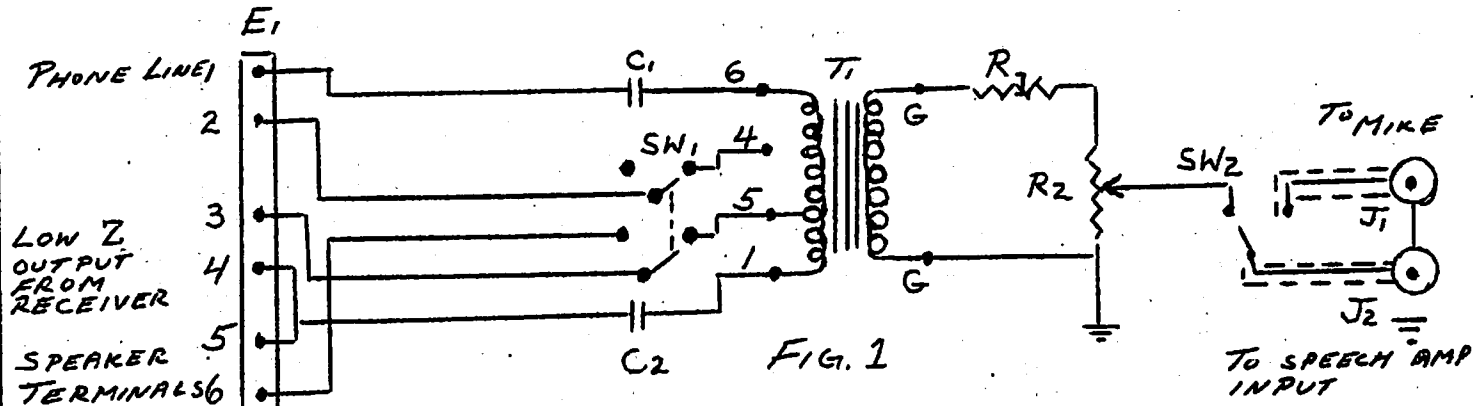 E1
PHONE LINE 1
2
3
LOW Z
OUTPUT
FROM
RECEIVER
4
5
SPEAKER
TERMINALS 6
C1
6
SW1
4
5
1
C2
T1
G
G
R
R2
SW2
TO MIKE
J1
J2
TO SPEECH AMP
INPUT
FIG. 1